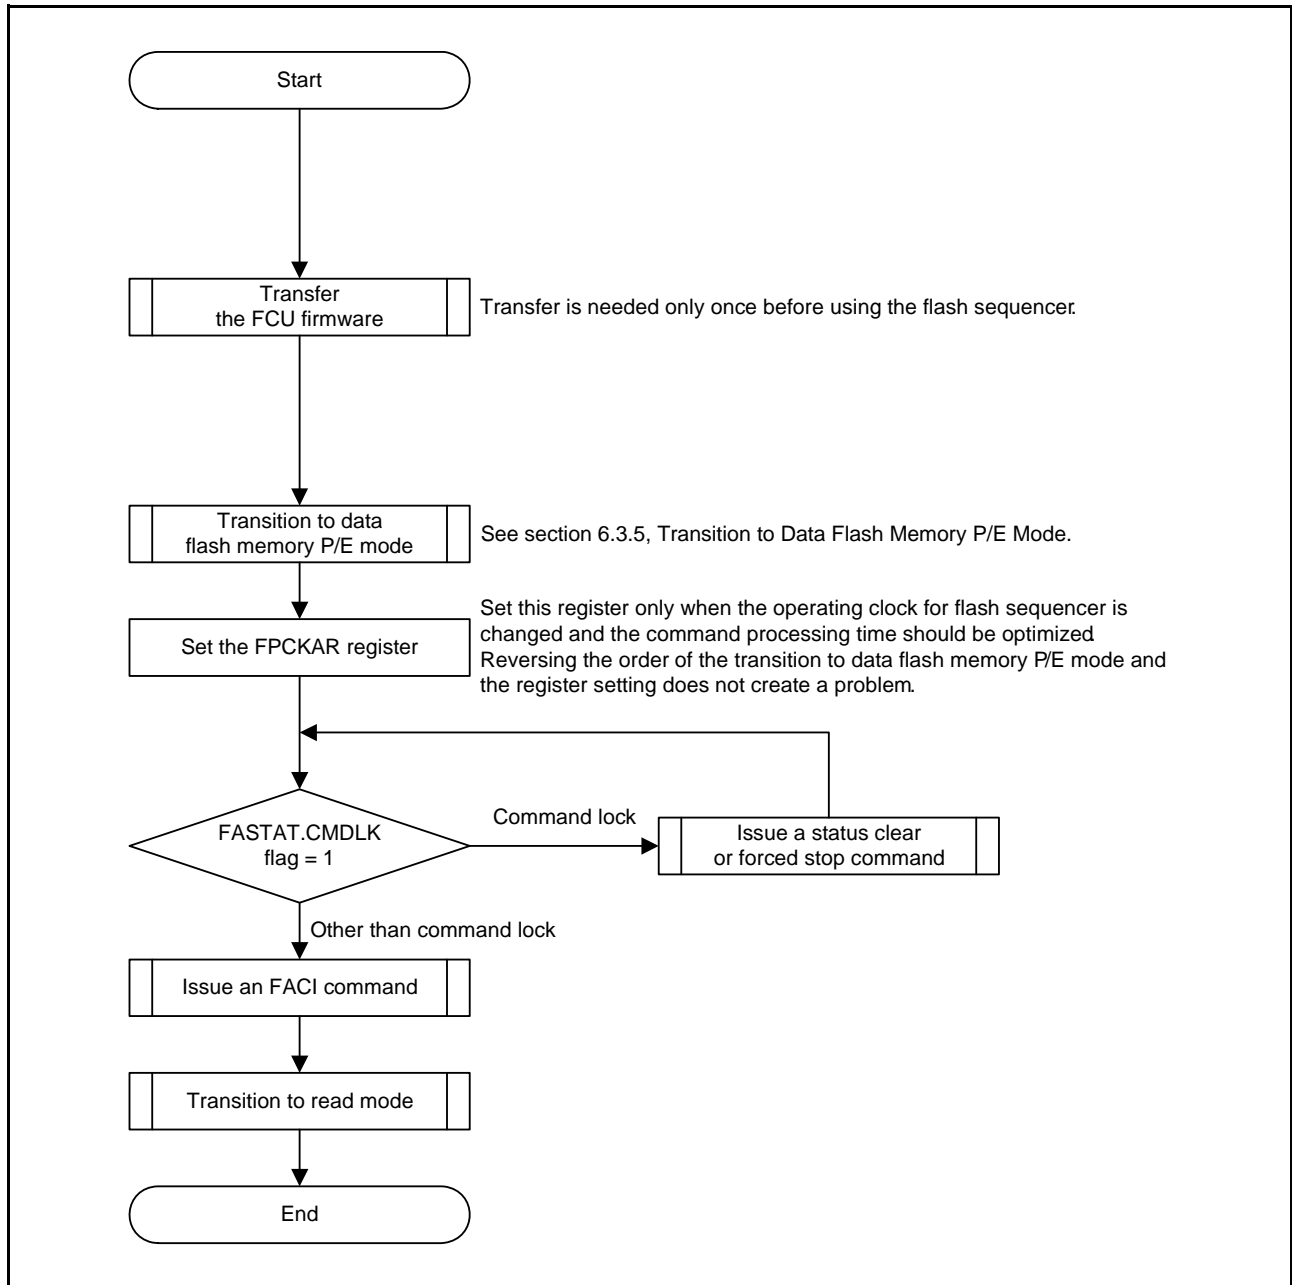 Start
Transfer
the FCU firmware
Transfer is needed only once before using the flash sequencer.
Transition to data
flash memory P/E mode
See section 6.3.5, Transition to Data Flash Memory P/E Mode.
Set the FPCKAR register
Set this register only when the operating clock for flash sequencer is
changed and the command processing time should be optimized.
Reversing the order of the transition to data flash memory P/E mode and
the register setting does not create a problem.
FASTAT.CMDLK
flag = 1
Command lock
Issue a status clear
or forced stop command
Other than command lock
Issue an FACI command
Transition to read mode
End